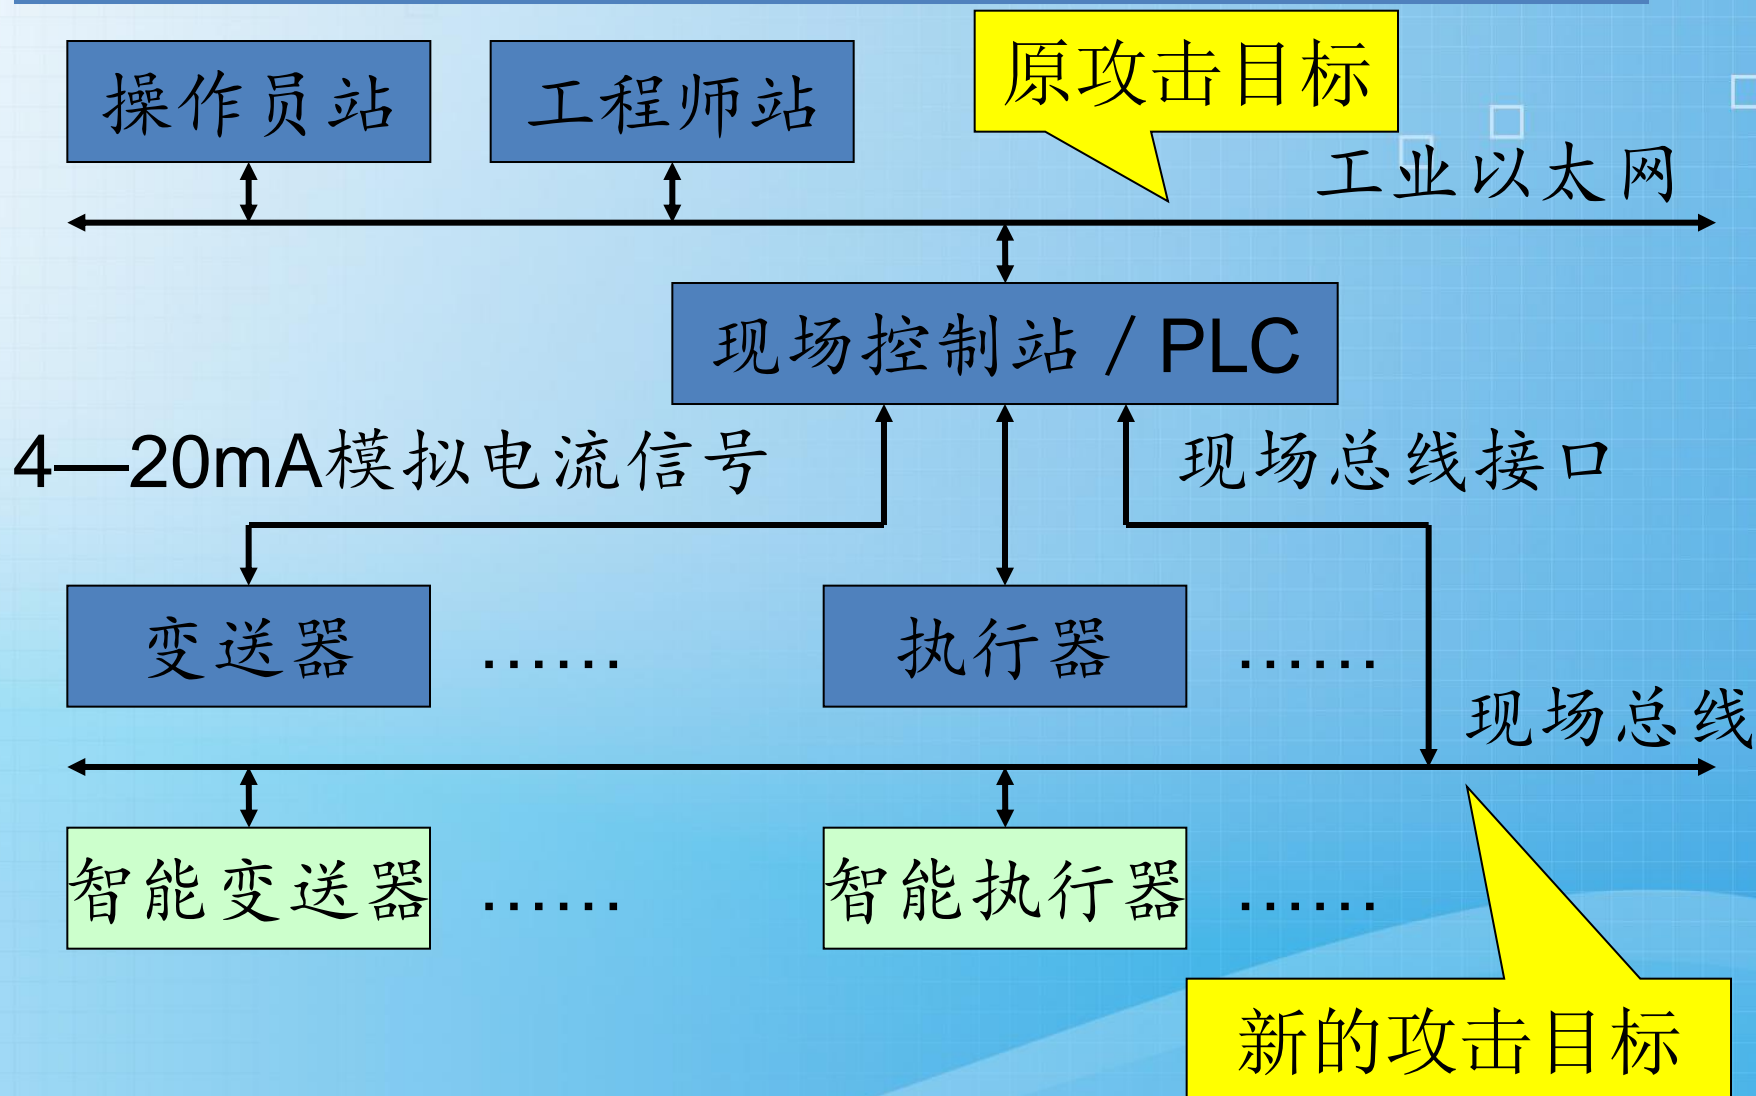 操作员站
工程师站
原攻击目标
工业以太网
现场控制站／PLC
4—20mA模拟电流信号
现场总线接口
变送器
……
执行器
……
现场总线
智能变送器
……
智能执行器
……
新的攻击目标